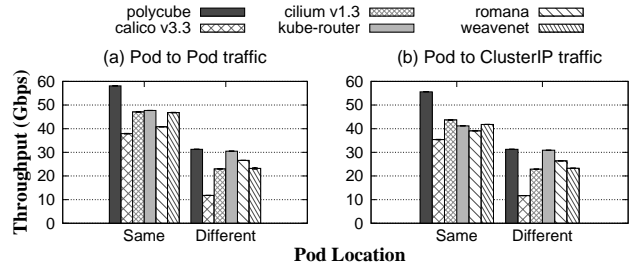 polycube
calico v3.3
cilium v1.3
kube-router
romana
weavenet
(a) Pod to Pod traffic
(b) Pod to ClusterIP traffic
Throughput (Gbps)
60
50
40
30
20
10
0
Same Different
60
50
40
30
20
10
0
Same Different
Pod Location